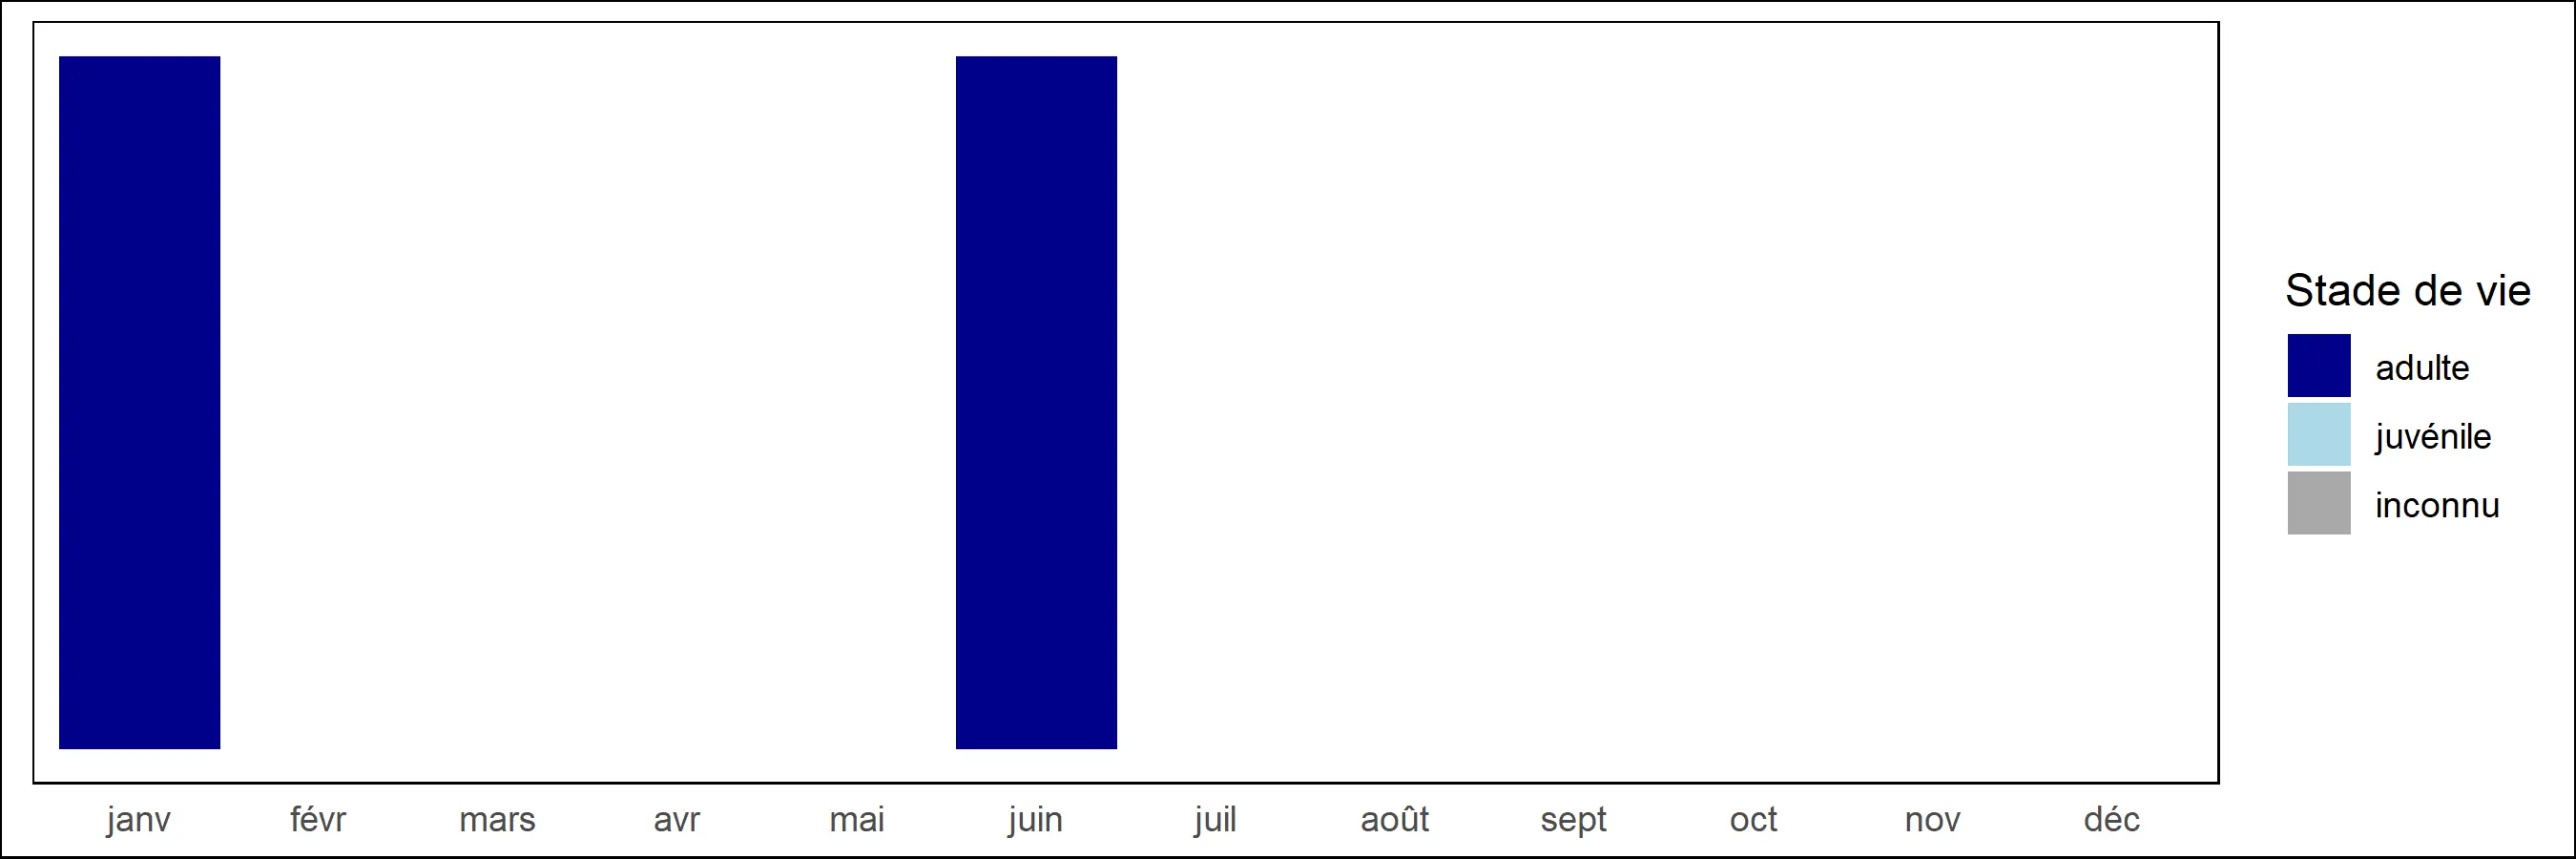 Stade de vie
adulte
juvénile
inconnu
janv févr mars avr mai juin juil août sept oct nov déc